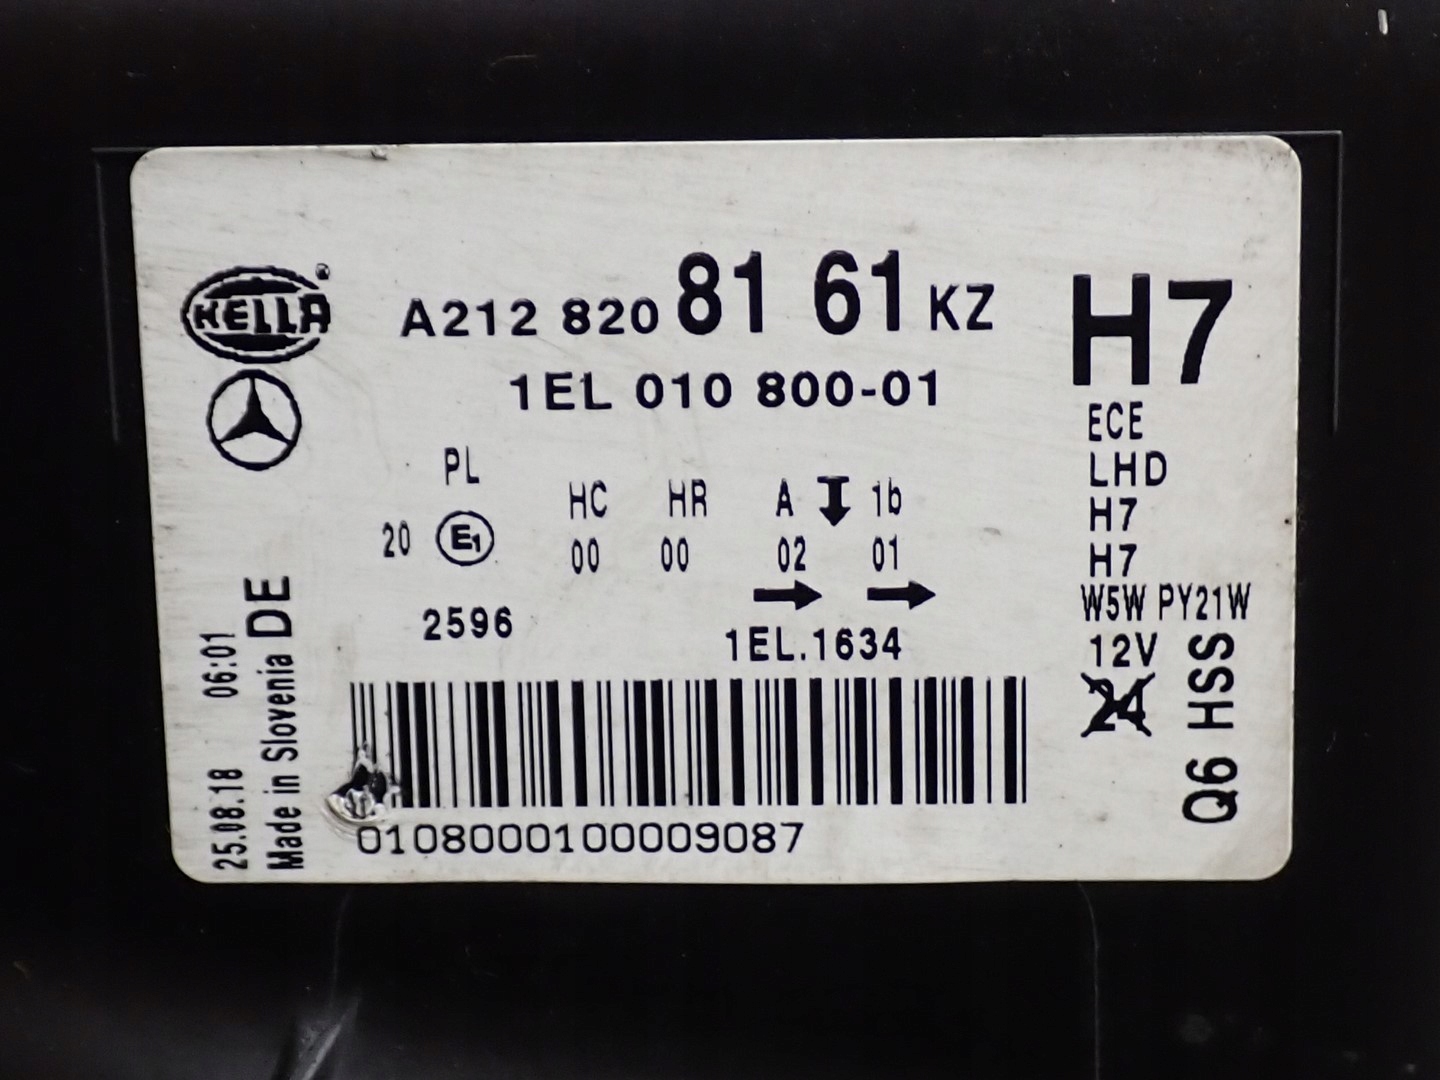 HELLA®
A212 820 81 61 KZ
1EL 010 800-01
H7
ECE
LHD
H7
H7
W5W PY21W
12V
24
Q6 HSS
PL
HC HR A 1b
20 E1 00 00 02 01
2596
1EL.1634
0108000100009087
25.08.18 06:01
Made in Slovenia DE